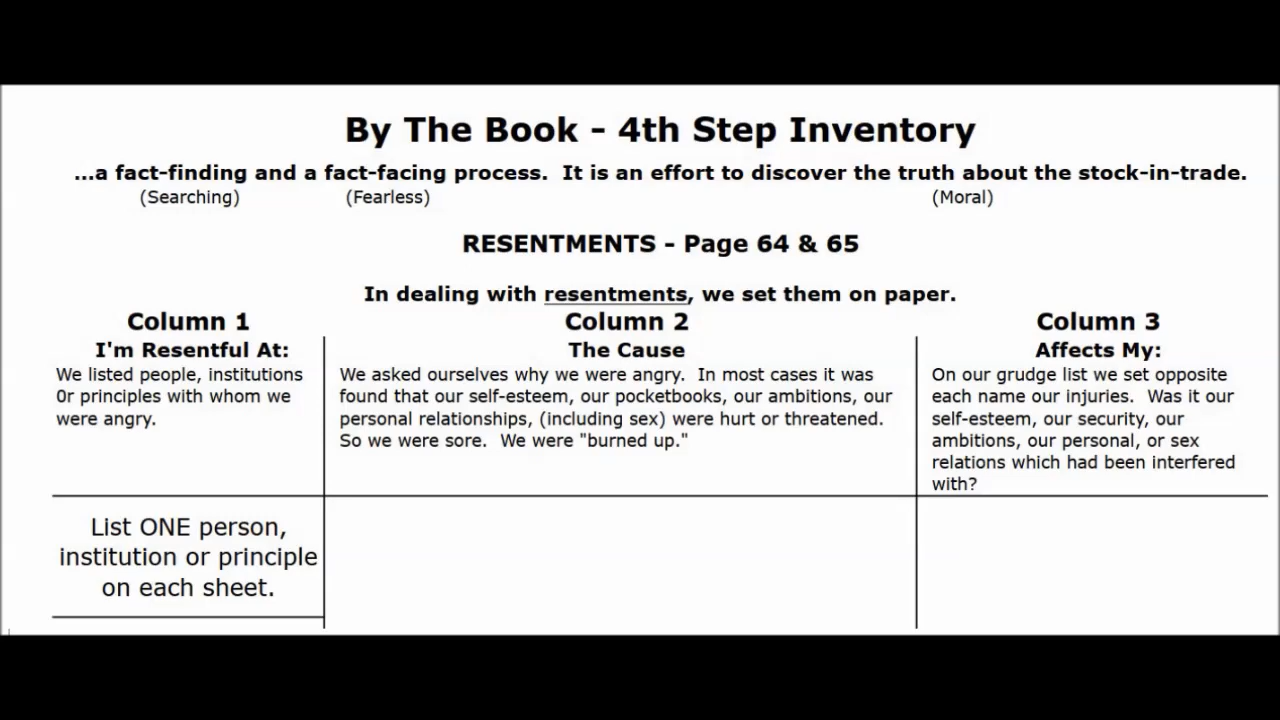 By The Book - 4th Step Inventory
...a fact-finding and a fact-facing process.  It is an effort to discover the truth about the stock-in-trade.
(Searching) (Fearless) (Moral)
RESENTMENTS - Page 64 & 65
In dealing with resentments, we set them on paper.
Column 1
I'm Resentful At:
We listed people, institutions
0r principles with whom we
were angry.
List ONE person,
institution or principle
on each sheet.
Column 2
The Cause
We asked ourselves why we were angry.  In most cases it was
found that our self-esteem, our pocketbooks, our ambitions, our
personal relationships, (including sex) were hurt or threatened.
So we were sore.  We were "burned up."
Column 3
Affects My:
On our grudge list we set opposite
each name our injuries.  Was it our
self-esteem, our security, our
ambitions, our personal, or sex
relations which had been interfered
with?